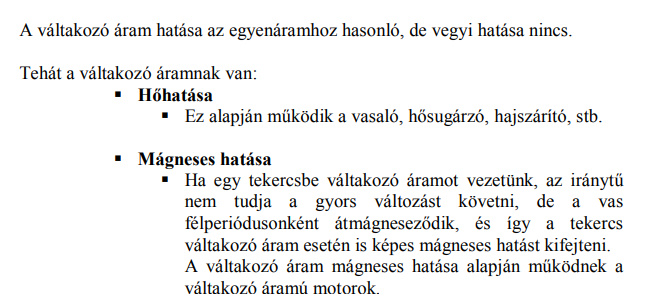 A váltakozó áram hatása az egyenáramhoz hasonló, de vegyi hatása nincs.
Tehát a váltakozó áramnak van:
▪ Hőhatása
▪ Ez alapján működik a vasaló, hősugárzó, hajszárító, stb.
▪ Mágneses hatása
▪ Ha egy tekercsbe váltakozó áramot vezetünk, az iránytű
nem tudja a gyors változást követni, de a vas
félperiódusonként átmágneseződik, és így a tekercs
váltakozó áram esetén is képes mágneses hatást kifejteni.
A váltakozó áram mágneses hatása alapján működnek a
váltakozó áramú motorok.